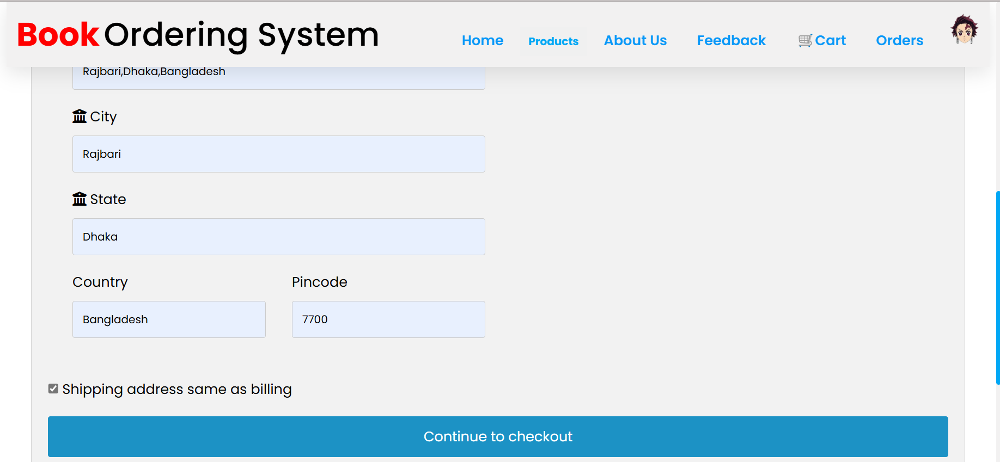 Book Ordering System
Home Products About Us Feedback Cart Orders
Rajbari,Dhaka,Bangladesh
City
Rajbari
State
Dhaka
Country Pincode
Bangladesh 7700
Shipping address same as billing
Continue to checkout